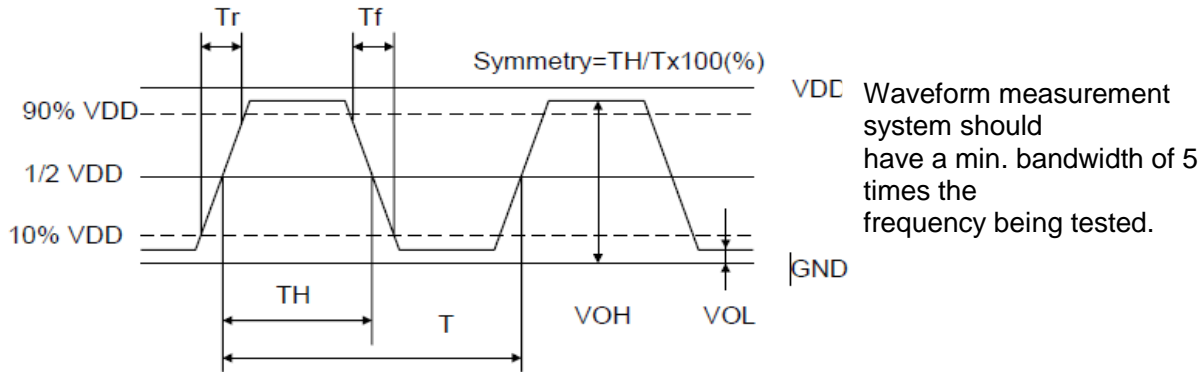 Tr
Tf
Symmetry=TH/Tx100(%)
VDD
90% VDD
1/2 VDD
10% VDD
GND
TH
T
VOH
VOL
Waveform measurement
system should
have a min. bandwidth of 5
times the
frequency being tested.